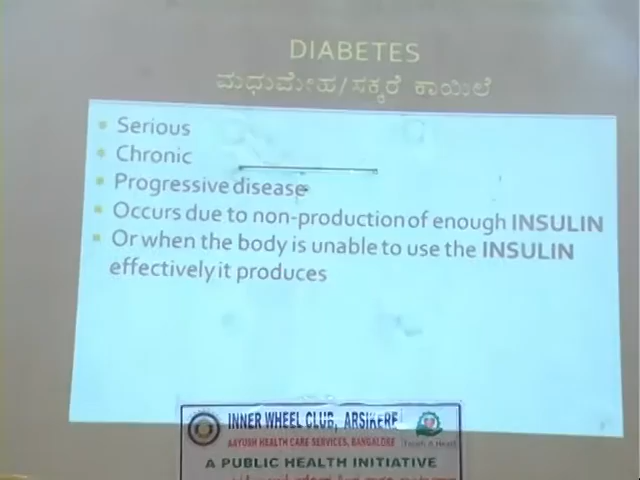 DIABETES
ಮಧುಮೇಹ/ಸಕ್ಕರೆ ಕಾಯಿಲೆ
Serious
Chronic
Progressive disease
Occurs due to non-production of enough INSULIN
Or when the body is unable to use the INSULIN
effectively it produces
INNER WHEEL CLUB, ARSIKERE
AAYUSH HEALTH CARE SERVICES, BANGALORE
A PUBLIC HEALTH INITIATIVE